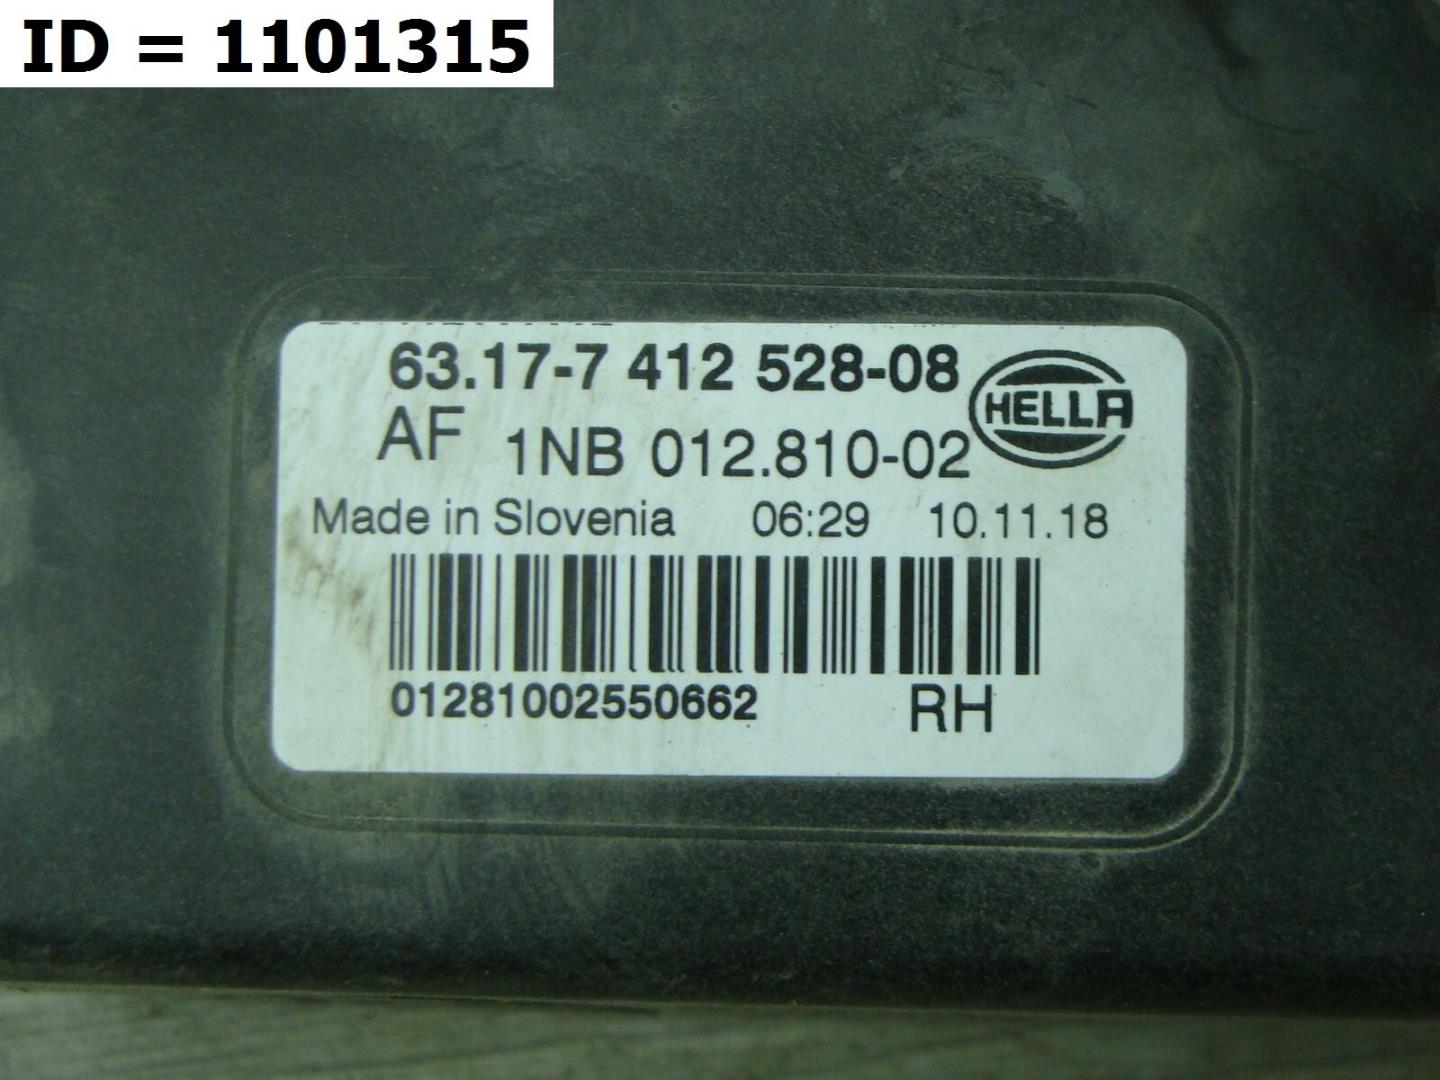 ID = 1101315
63.17-7 412 528-08
HELLA
AF 1NB 012.810-02
Made in Slovenia 06:29 10.11.18
01281002550662 RH